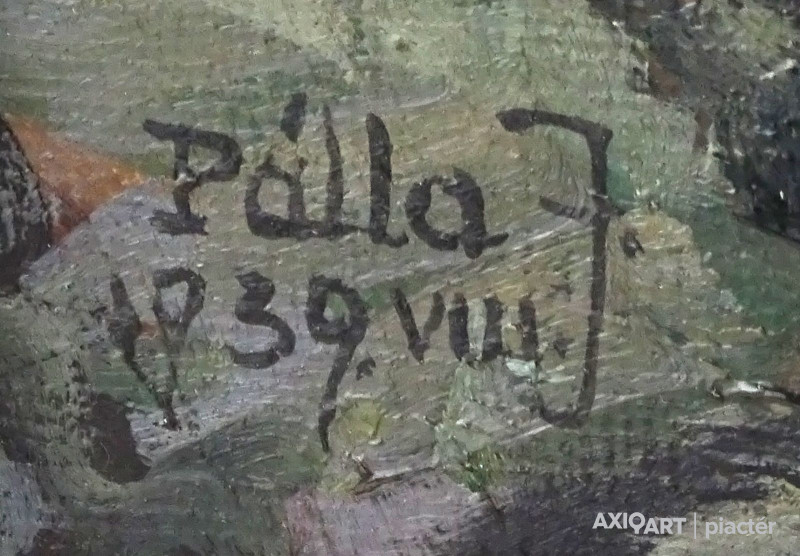 Pálla J.
1939. VIII.
AXIOART | piactér